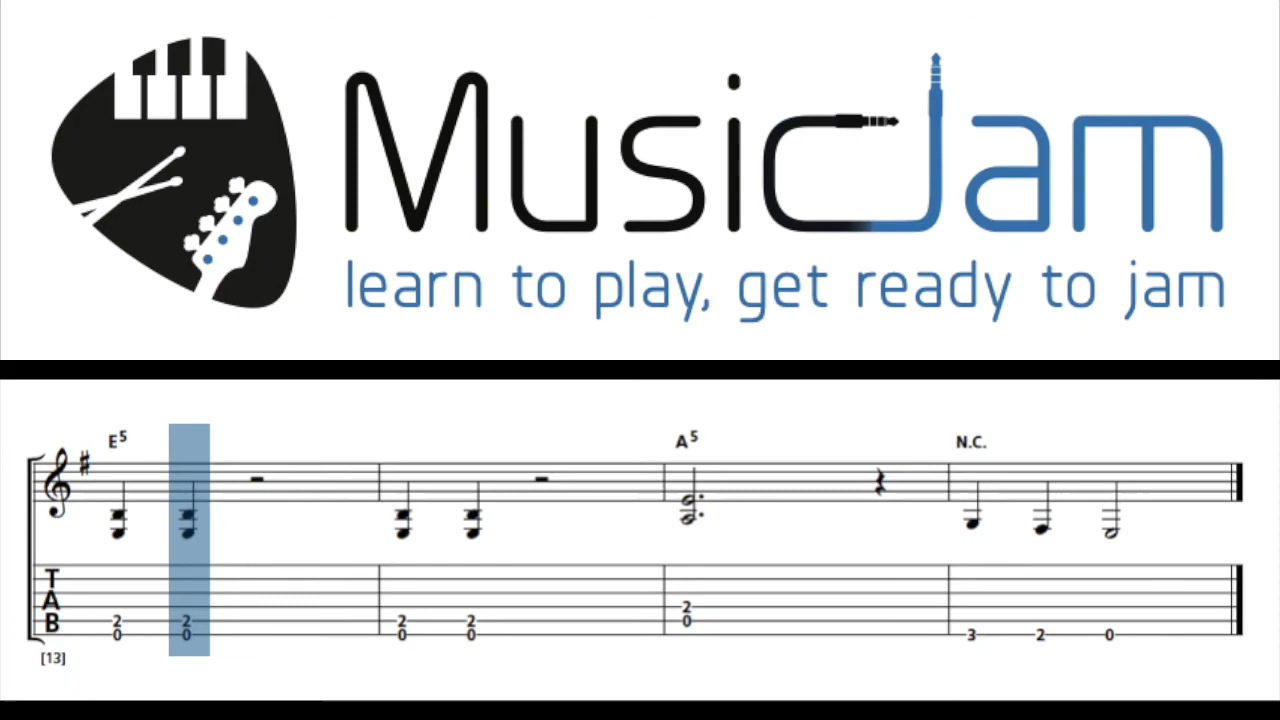 MusicJam
learn to play, get ready to jam
E5 A5 N.C.
T
A
B
2 2 2 2 2 0
0 0 0 0 3 2 0
[13]